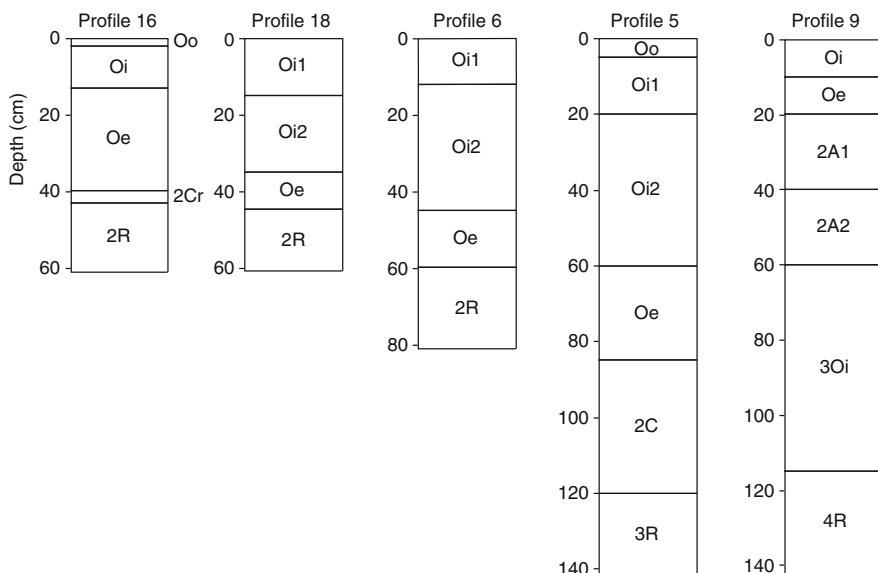 Profile 16
Profile 18
Profile 6
Profile 5
Profile 9
Depth (cm)
0
20
40
60
Oo
Oi
Oe
2Cr
2R
0
20
40
60
Oi1
Oi2
Oe
2R
0
20
40
60
80
Oi1
Oi2
Oe
2R
0
20
40
60
80
100
120
140
Oo
Oi1
Oi2
Oe
2C
3R
0
20
40
60
80
100
120
140
Oi
Oe
2A1
2A2
3Oi
4R